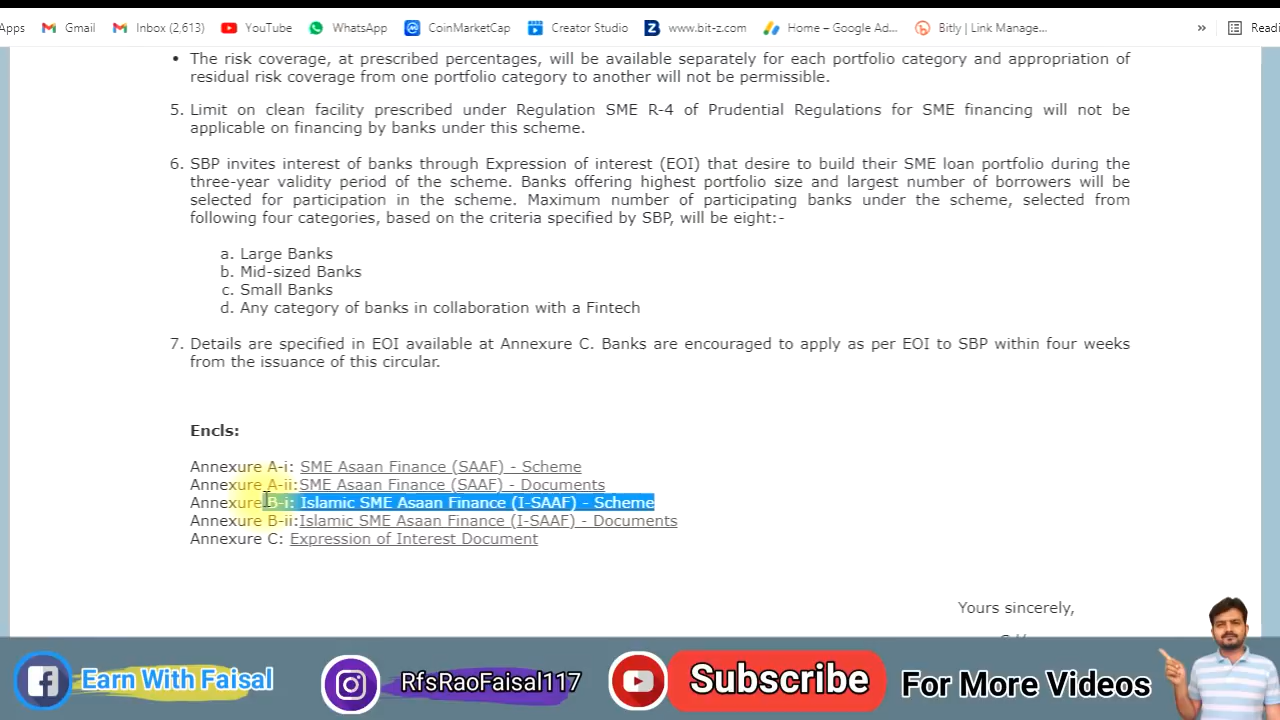 Apps Gmail Inbox (2,613) YouTube WhatsApp CoinMarketCap Creator Studio www.bit-z.com Home – Google Ad... Bitly | Link Manage... »
• The risk coverage, at prescribed percentages, will be available separately for each portfolio category and appropriation of
residual risk coverage from one portfolio category to another will not be permissible.
5. Limit on clean facility prescribed under Regulation SME R-4 of Prudential Regulations for SME financing will not be
applicable on financing by banks under this scheme.
6. SBP invites interest of banks through Expression of interest (EOI) that desire to build their SME loan portfolio during the
three-year validity period of the scheme. Banks offering highest portfolio size and largest number of borrowers will be
selected for participation in the scheme. Maximum number of participating banks under the scheme, selected from
following four categories, based on the criteria specified by SBP, will be eight:-
a. Large Banks
b. Mid-sized Banks
c. Small Banks
d. Any category of banks in collaboration with a Fintech
7. Details are specified in EOI available at Annexure C. Banks are encouraged to apply as per EOI to SBP within four weeks
from the issuance of this circular.
Encls:
Annexure A-i: SME Asaan Finance (SAAF) - Scheme
Annexure A-ii:SME Asaan Finance (SAAF) - Documents
Annexure B-i: Islamic SME Asaan Finance (I-SAAF) - Scheme
Annexure B-ii:Islamic SME Asaan Finance (I-SAAF) - Documents
Annexure C: Expression of Interest Document
Yours sincerely,
Earn With Faisal RfsRaoFaisal117 Subscribe For More Videos